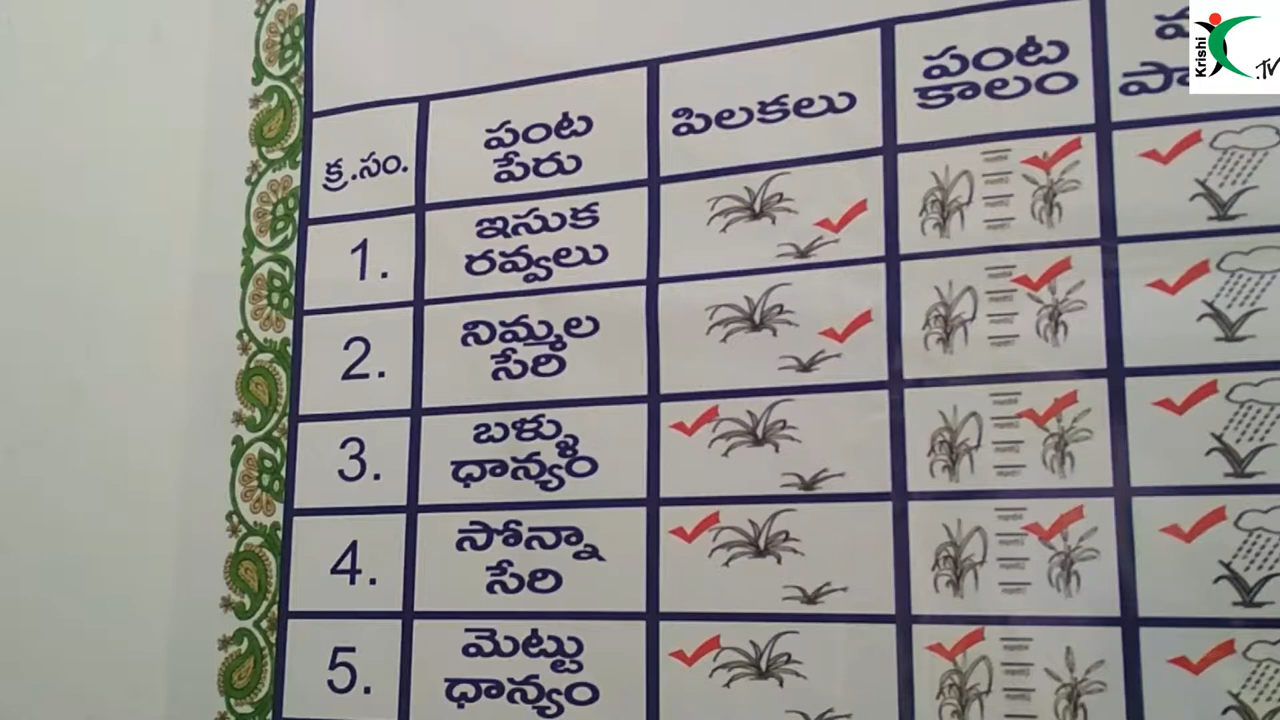 Krishi
.TV
క్ర.సం.
పంట
పేరు
పిలకలు
పంట
కాలం
1.
ఇసుక
రవ్వలు
2.
నిమ్మల
సేరి
3.
బళ్ళు
ధాన్యం
4.
సోన్నా
సేరి
5.
మెట్టు
ధాన్యం